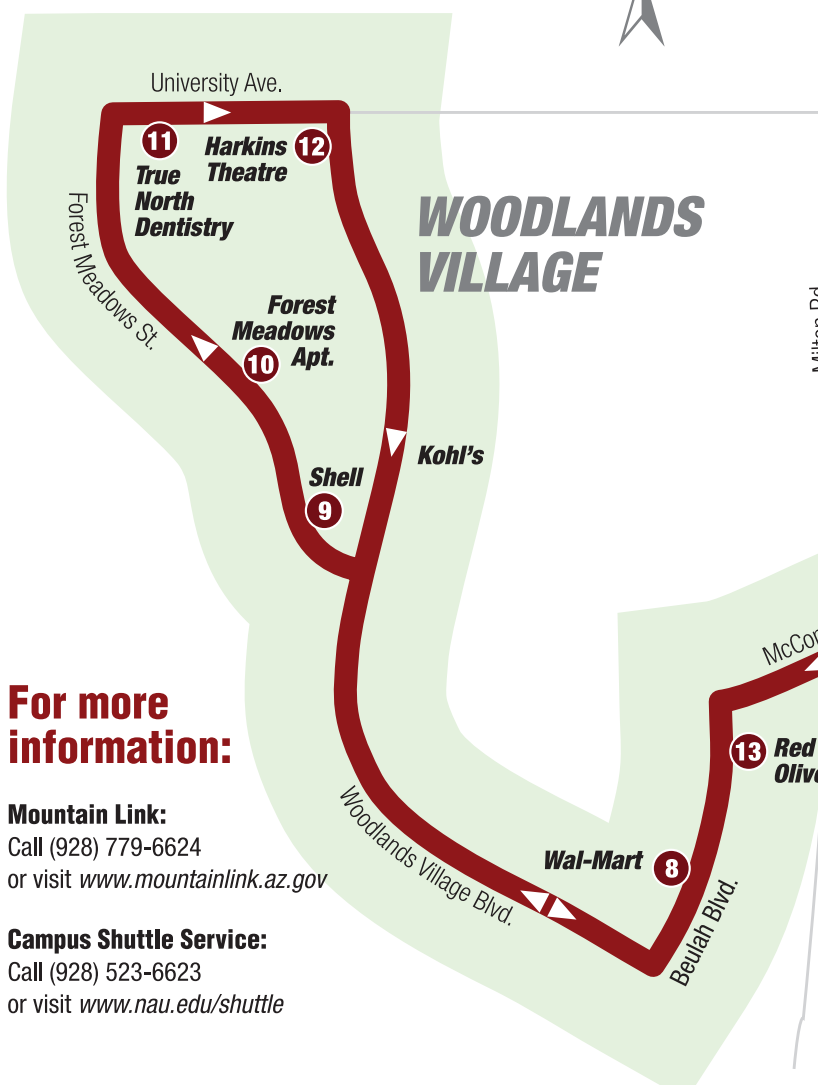 University Ave.
11
True
North
Dentistry
Harkins
Theatre
12
WOODLANDS
VILLAGE
Forest Meadows St.
Forest
Meadows
Apt.
10
Kohl's
Shell
9
For more
information:
Mountain Link:
Call (928) 779-6624
or visit www.mountainlink.az.gov
Campus Shuttle Service:
Call (928) 523-6623
or visit www.nau.edu/shuttle
Woodlands Village Blvd.
Wal-Mart
8
Beulah Blvd.
13
Red